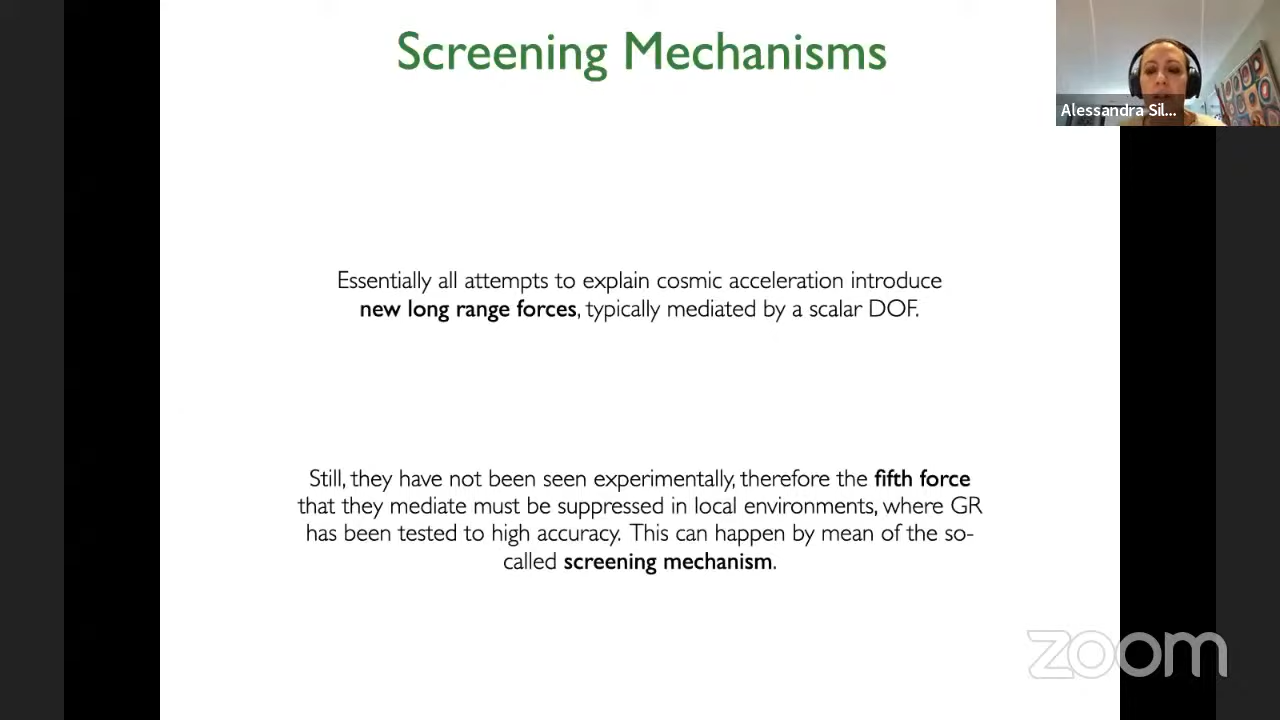 Screening Mechanisms
Alessandra Sil...
Essentially all attempts to explain cosmic acceleration introduce
new long range forces, typically mediated by a scalar DOF.
Still, they have not been seen experimentally, therefore the fifth force
that they mediate must be suppressed in local environments, where GR
has been tested to high accuracy. This can happen by mean of the so-
called screening mechanism.
zoom